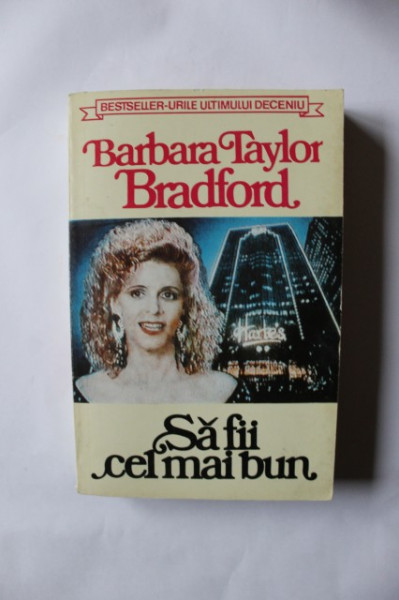 BESTSELLER-URILE ULTIMULUI DECENIU
Barbara Taylor
Bradford
Harte's
Să fii
cel mai bun